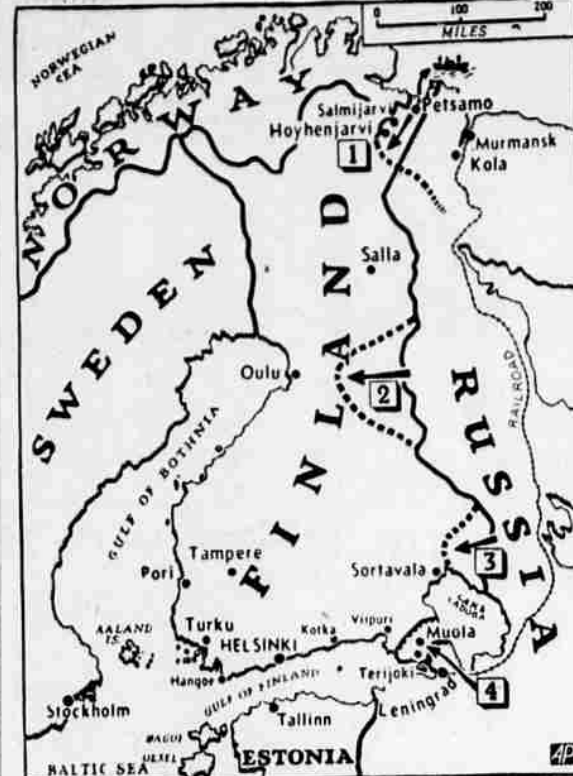 0 100 200
MILES
NORWEGIAN
SEA
NORWAY
Salmijarvi
Petsamo
Hoyhenjarvi
1
Murmansk
Kola
SWEDEN
FINLAND
Salla
RUSSIA
RAILROAD
Oulu
2
GULF OF BOTHNIA
3
Tampere
Pori
Sortavala
LAKE
LADOGA
AALAND
IS.
Turku
HELSINKI
Kotka
Viipuri
Muola
Hangoe
Terijoki
GULF OF FINLAND
Leningrad
4
Stockholm
Tallinn
DAGOE
OESEL
ESTONIA
BALTIC SEA
AP